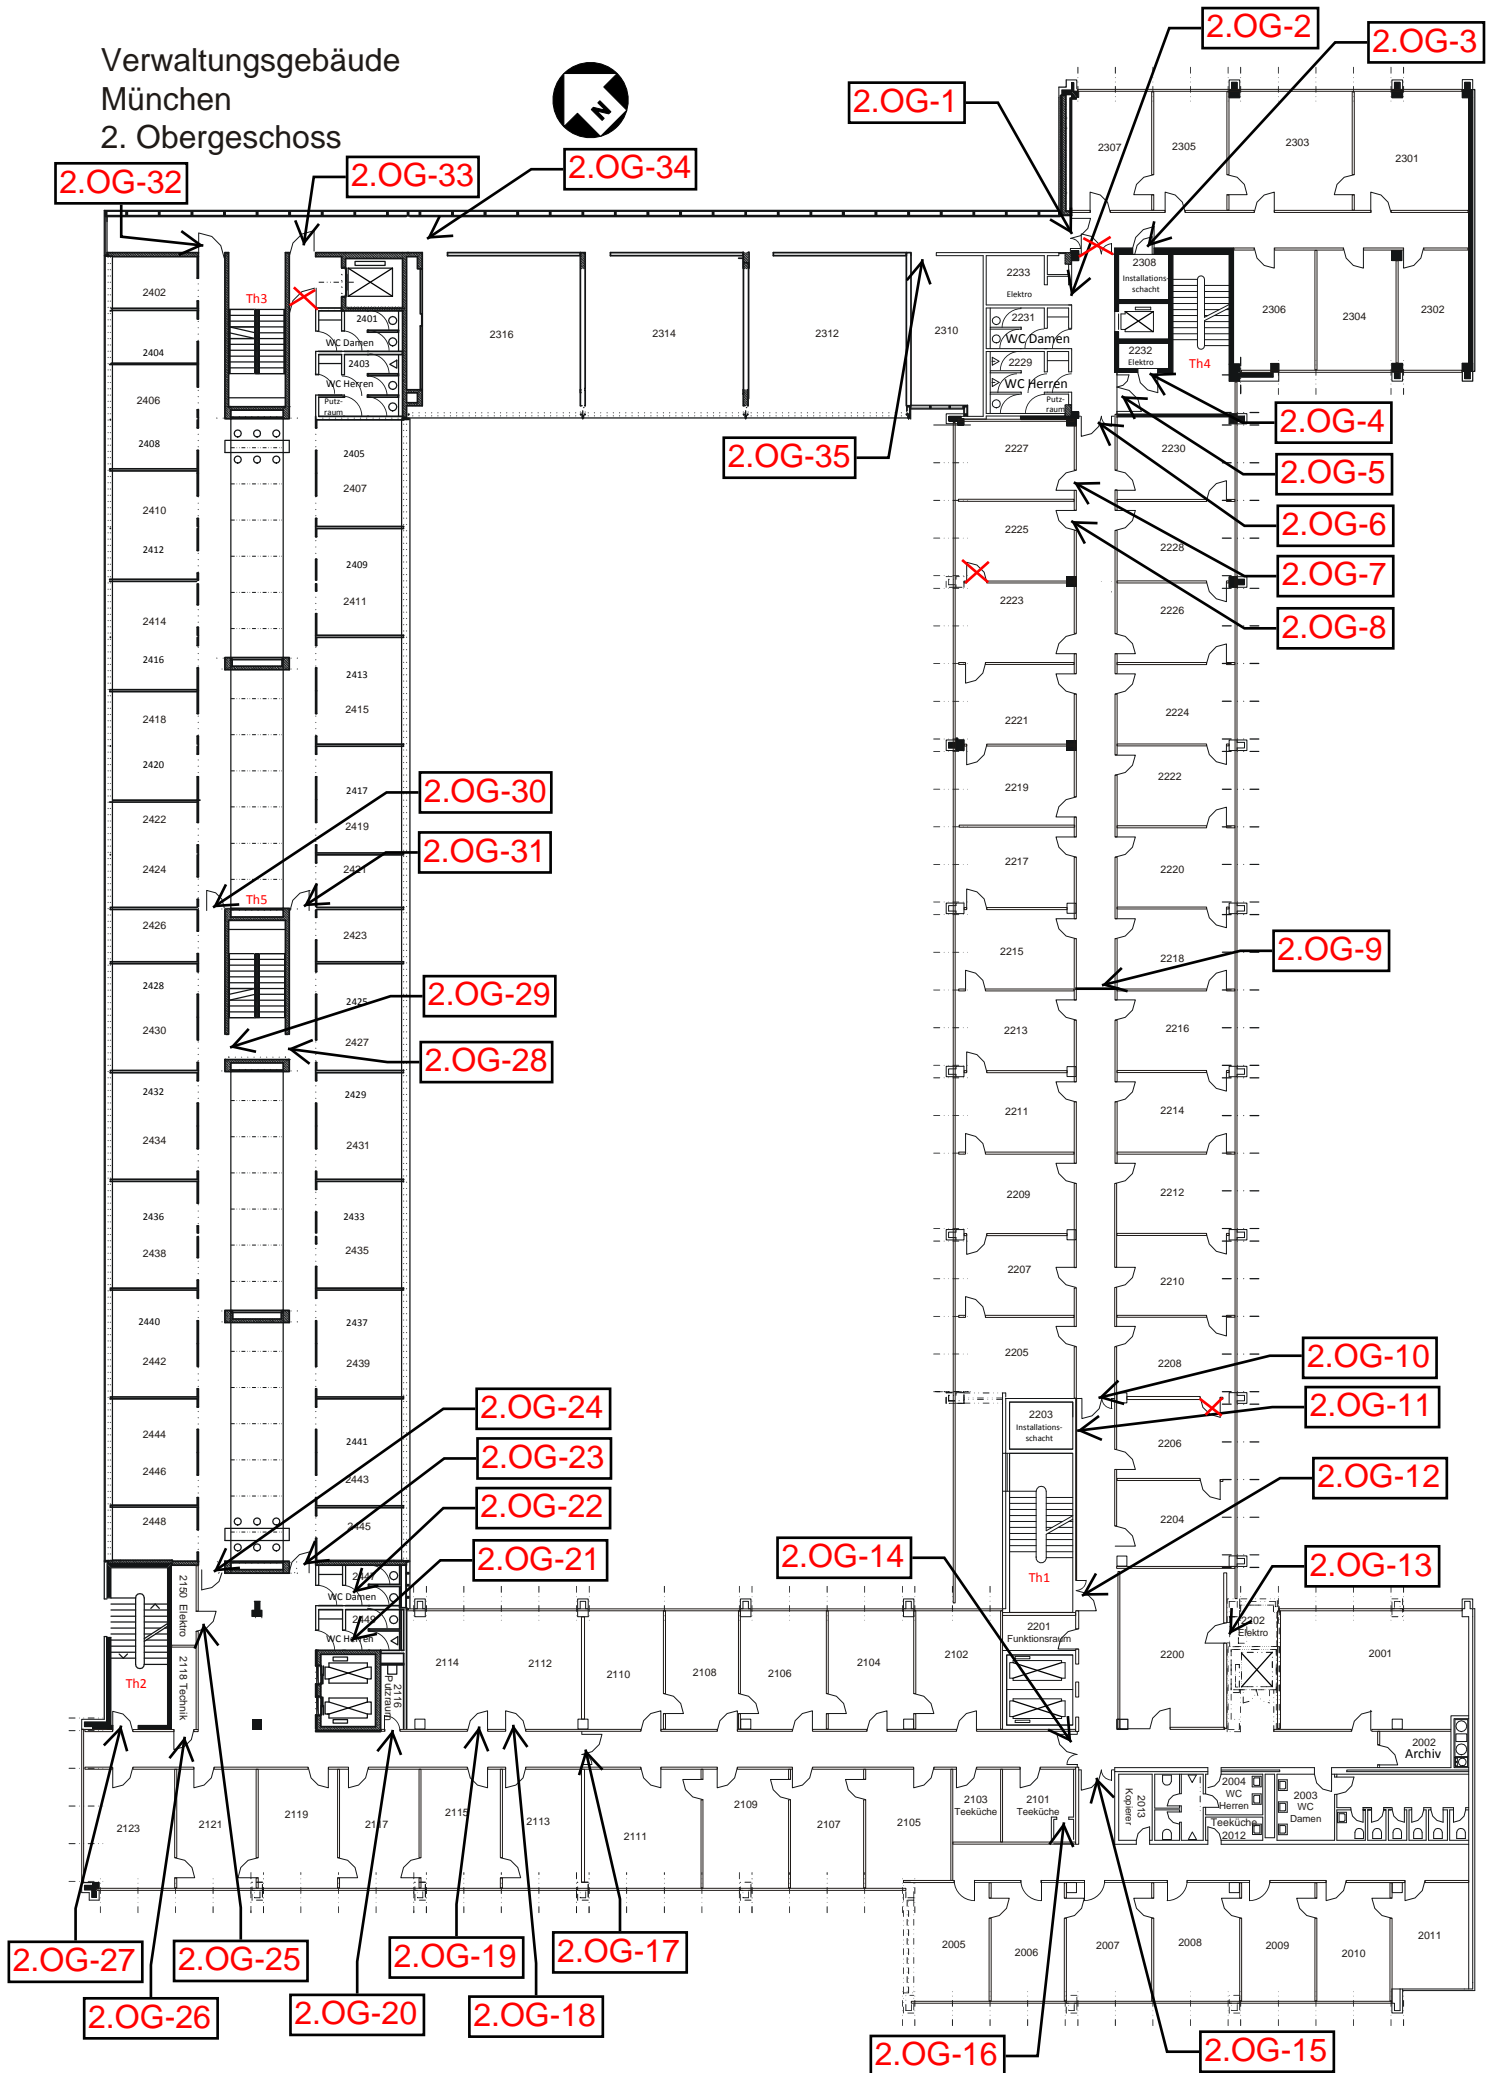 Verwaltungsgebäude
München
2. Obergeschoss
N
2.OG-1
2.OG-2
2.OG-3
2.OG-32
2.OG-33
2.OG-34
2307
2305
2303
2301
2308
Installations-
schacht
2306
2304
2302
Th4
2232
Elektro
2233
Elektro
2231
WC Damen
2229
WC Herren
Putz-
raum
2310
2312
2314
2316
2402
Th3
2401
WC Damen
2403
WC Herren
Putz-
raum
2404
2406
2408
2410
2412
2414
2416
2418
2420
2422
2424
2426
2428
2430
2432
2434
2436
2438
2440
2442
2444
2446
2448
2405
2407
2409
2411
2413
2415
2417
2419
2421
2423
2425
2427
2429
2431
2433
2435
2437
2439
2441
2443
2445
Th5
2.OG-35
2.OG-4
2.OG-5
2.OG-6
2.OG-7
2.OG-8
2.OG-30
2.OG-31
2.OG-29
2.OG-28
2.OG-9
2227
2225
2223
2221
2219
2217
2215
2213
2211
2209
2207
2205
2230
2228
2226
2224
2222
2220
2218
2216
2214
2212
2210
2208
2206
2204
2.OG-10
2.OG-11
2.OG-12
2.OG-13
2.OG-14
2203
Installations-
schacht
Th1
2201
Funktionsraum
2200
2202
Elektro
2001
2002
Archiv
2.OG-24
2.OG-23
2.OG-22
2.OG-21
2447
WC Damen
2449
WC Herren
2150 Elektro
2118 Technik
Th2
2116
Putzraum
2114
2112
2110
2108
2106
2104
2102
2123
2121
2119
2117
2115
2113
2111
2109
2107
2105
2103
Teeküche
2101
Teeküche
2013
Kopierer
2004
WC
Herren
Teeküche
2012
2003
WC
Damen
2005
2006
2007
2008
2009
2010
2011
2.OG-27
2.OG-25
2.OG-26
2.OG-20
2.OG-19
2.OG-18
2.OG-17
2.OG-16
2.OG-15